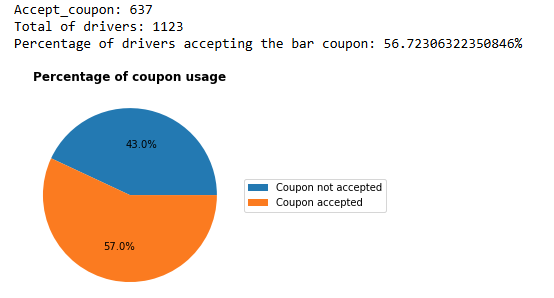 Accept_coupon: 637
Total of drivers: 1123
Percentage of drivers accepting the bar coupon: 56.72306322350846%
Percentage of coupon usage
43.0%
Coupon not accepted
Coupon accepted
57.0%